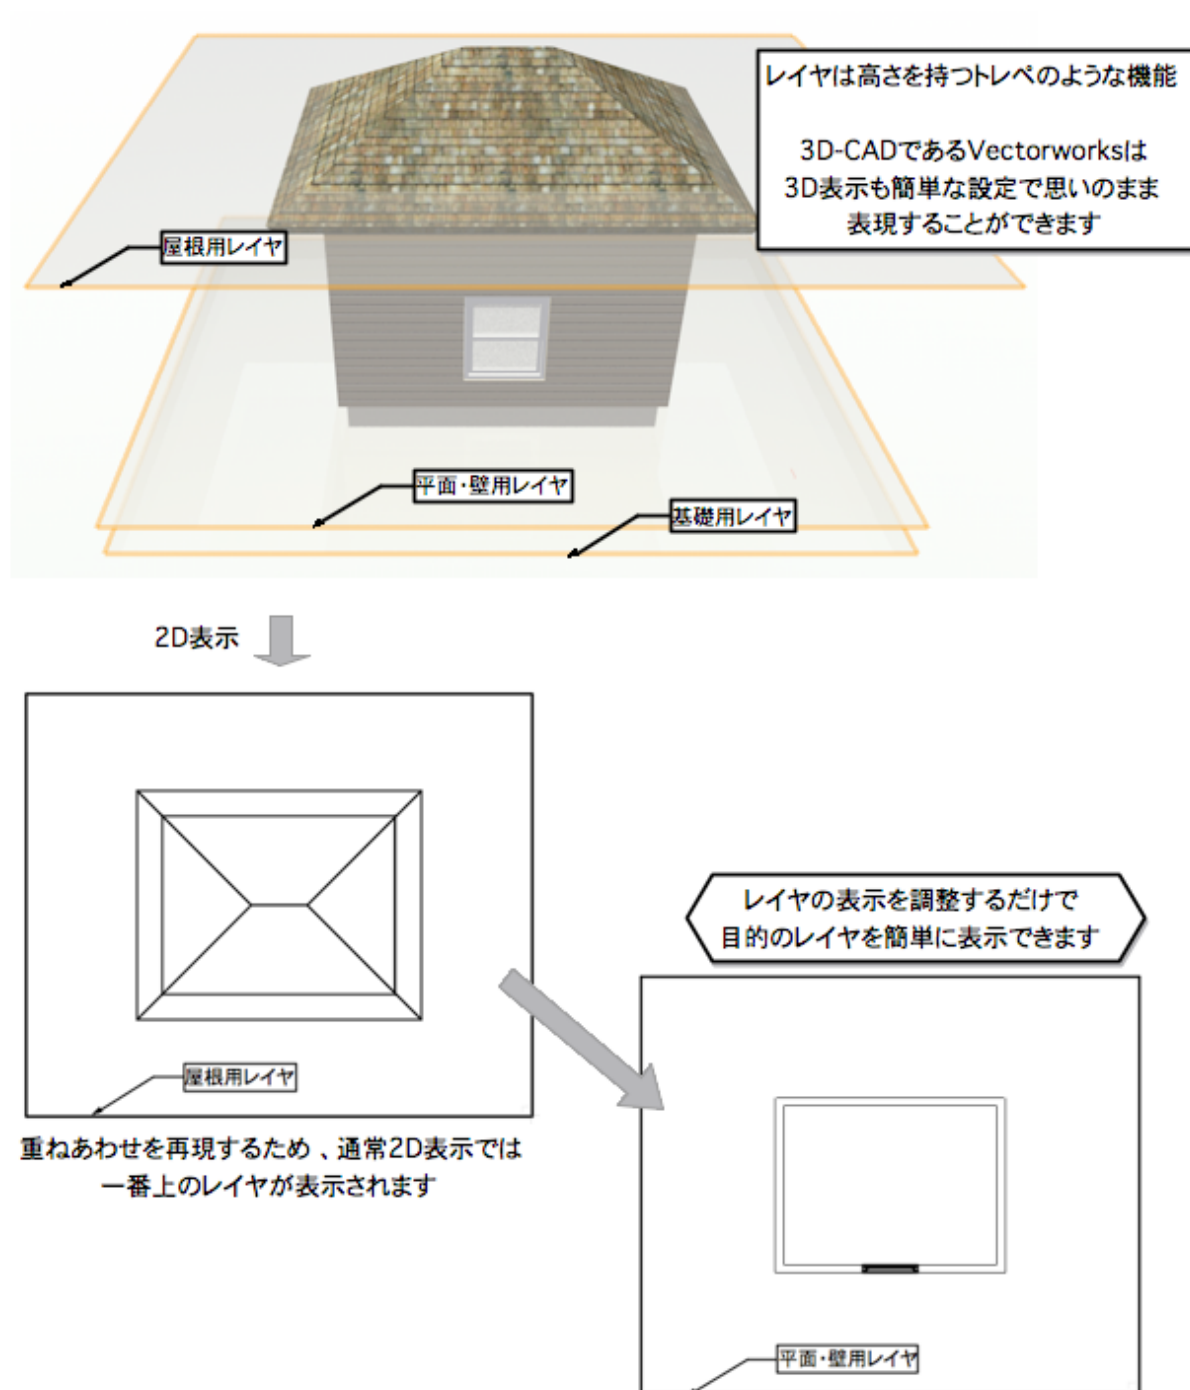 レイヤは高さを持つトレペのような機能
3D-CADであるVectorworksは
3D表示も簡単な設定で思いのまま
表現することができます
屋根用レイヤ
平面・壁用レイヤ
基礎用レイヤ
2D表示
屋根用レイヤ
重ねあわせを再現するため 、通常2D表示では
一番上のレイヤが表示されます
レイヤの表示を調整するだけで
目的のレイヤを簡単に表示できます
平面・壁用レイヤ